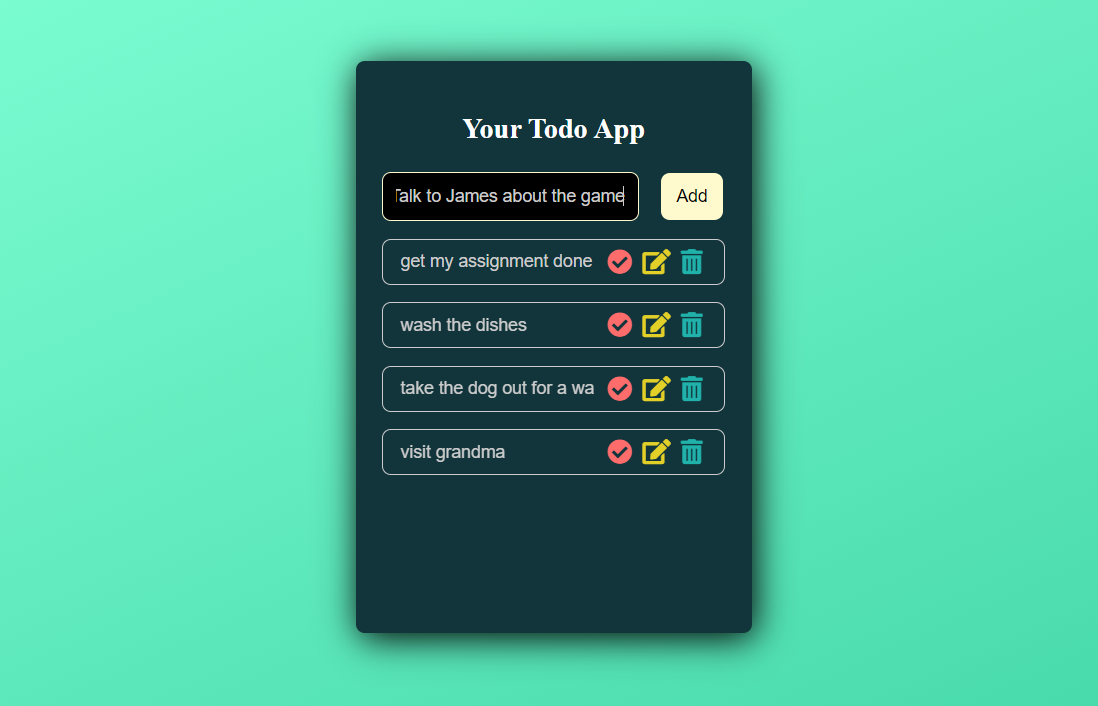 Your Todo App
Talk to James about the game
Add
get my assignment done
wash the dishes
take the dog out for a wa
visit grandma